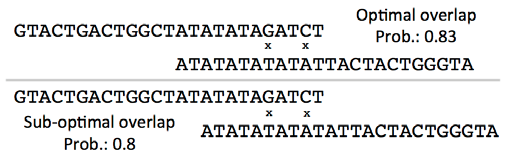 Optimal overlap
Prob.: 0.83
GTACTGACTGGCTATATATAGATCT
x x
ATATATATATATTACTACTGGGTA
GTACTGACTGGCTATATATAGATCT
x x
Sub-optimal overlap
Prob.: 0.8
ATATATATATATTACTACTGGGTA